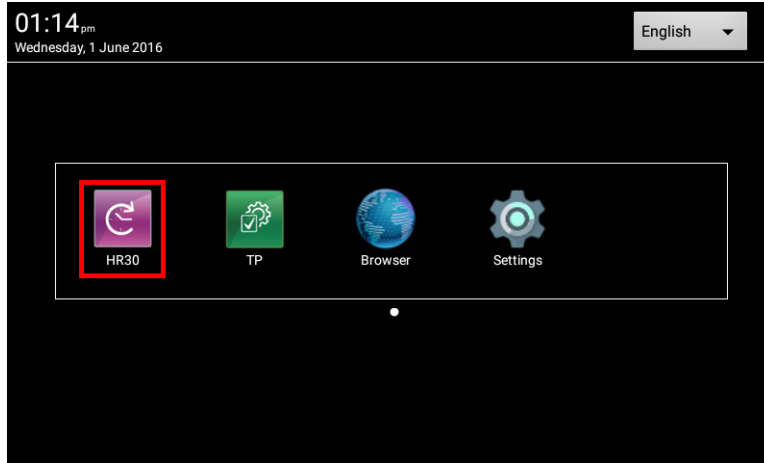 01:14pm
Wednesday, 1 June 2016
English
HR30
TP
Browser
Settings